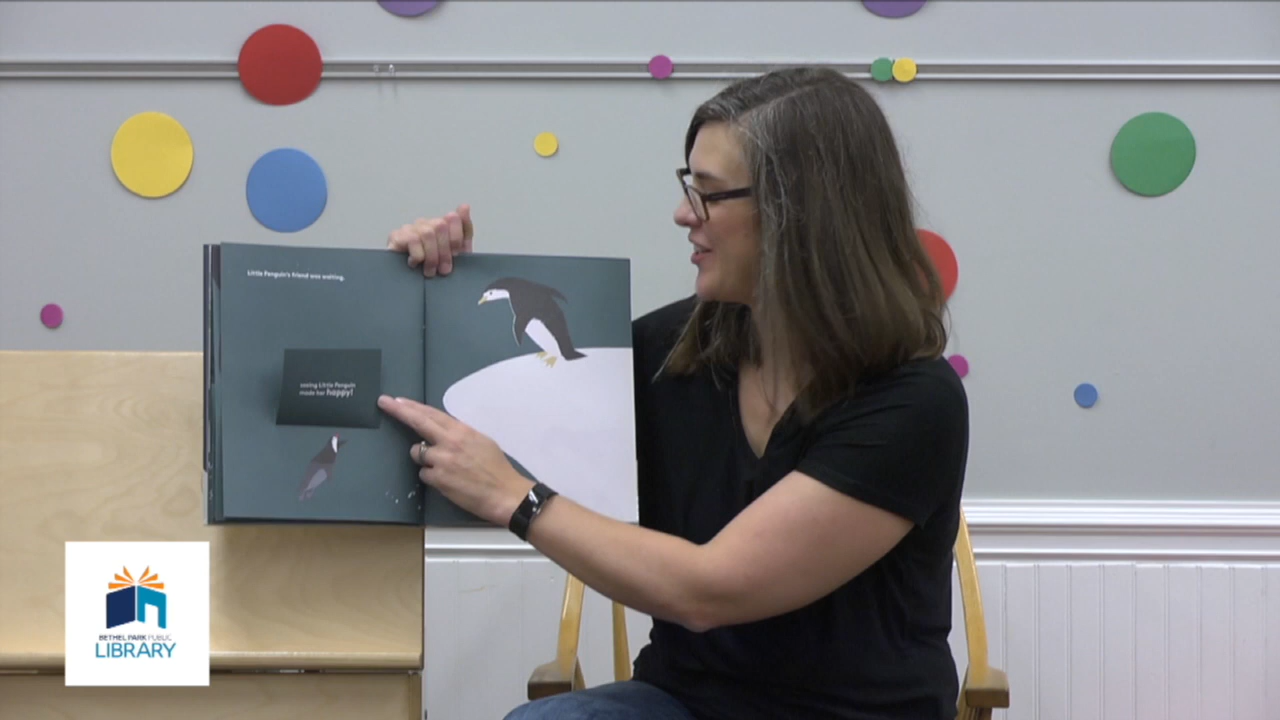 Little Penguin's friend was waiting.
seeing Little Penguin
made her happy!
BETHEL PARK PUBLIC
LIBRARY